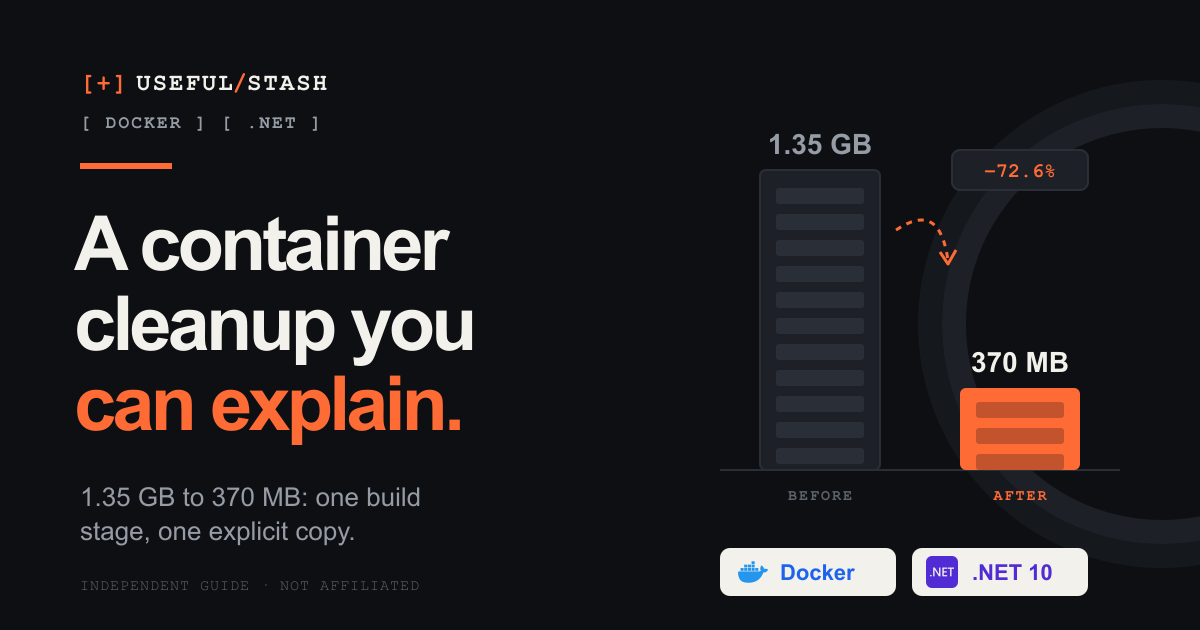 [+] USEFUL/STASH
[ DOCKER ] [ .NET ]
A container
cleanup you
can explain.
1.35 GB to 370 MB: one build
stage, one explicit copy.
INDEPENDENT GUIDE · NOT AFFILIATED
1.35 GB
−72.6%
370 MB
BEFORE
AFTER
Docker
.NET
.NET 10